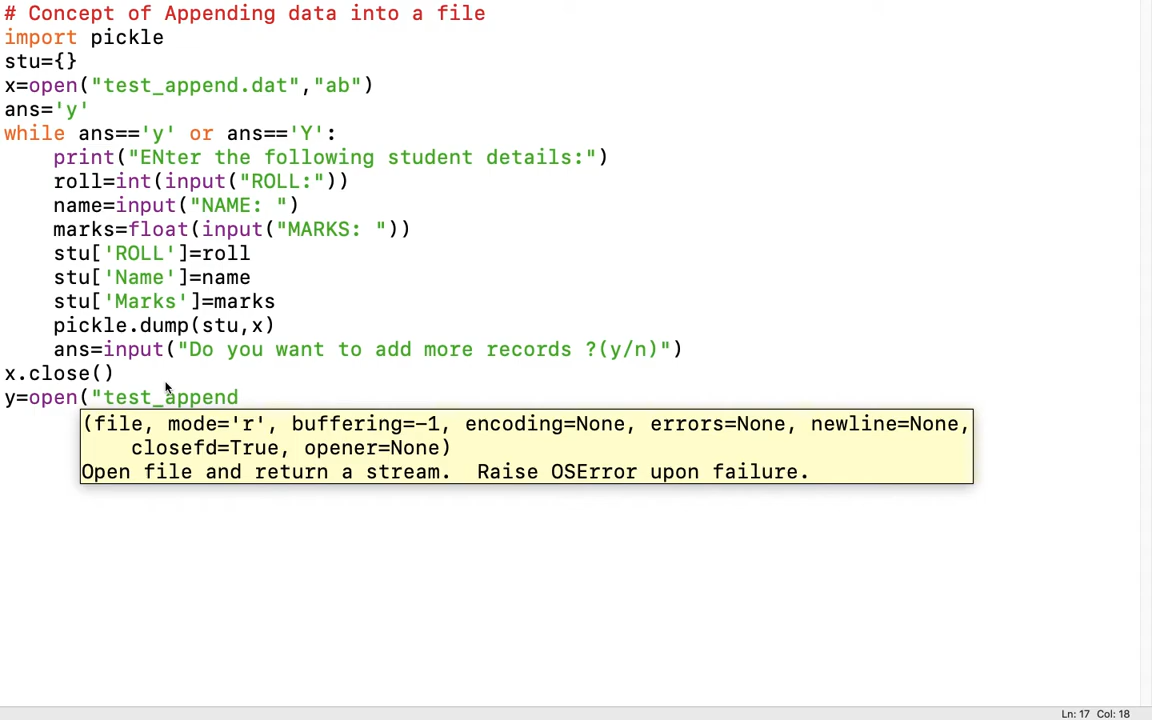 # Concept of Appending data into a file
import pickle
stu={}
x=open("test_append.dat","ab")
ans='y'
while ans=='y' or ans=='Y':
    print("ENter the following student details:")
    roll=int(input("ROLL:"))
    name=input("NAME: ")
    marks=float(input("MARKS: "))
    stu['ROLL']=roll
    stu['Name']=name
    stu['Marks']=marks
    pickle.dump(stu,x)
    ans=input("Do you want to add more records ?(y/n)")
x.close()
y=open("test_append
(file, mode='r', buffering=-1, encoding=None, errors=None, newline=None,
    closefd=True, opener=None)
Open file and return a stream.  Raise OSError upon failure.
Ln: 17  Col: 18